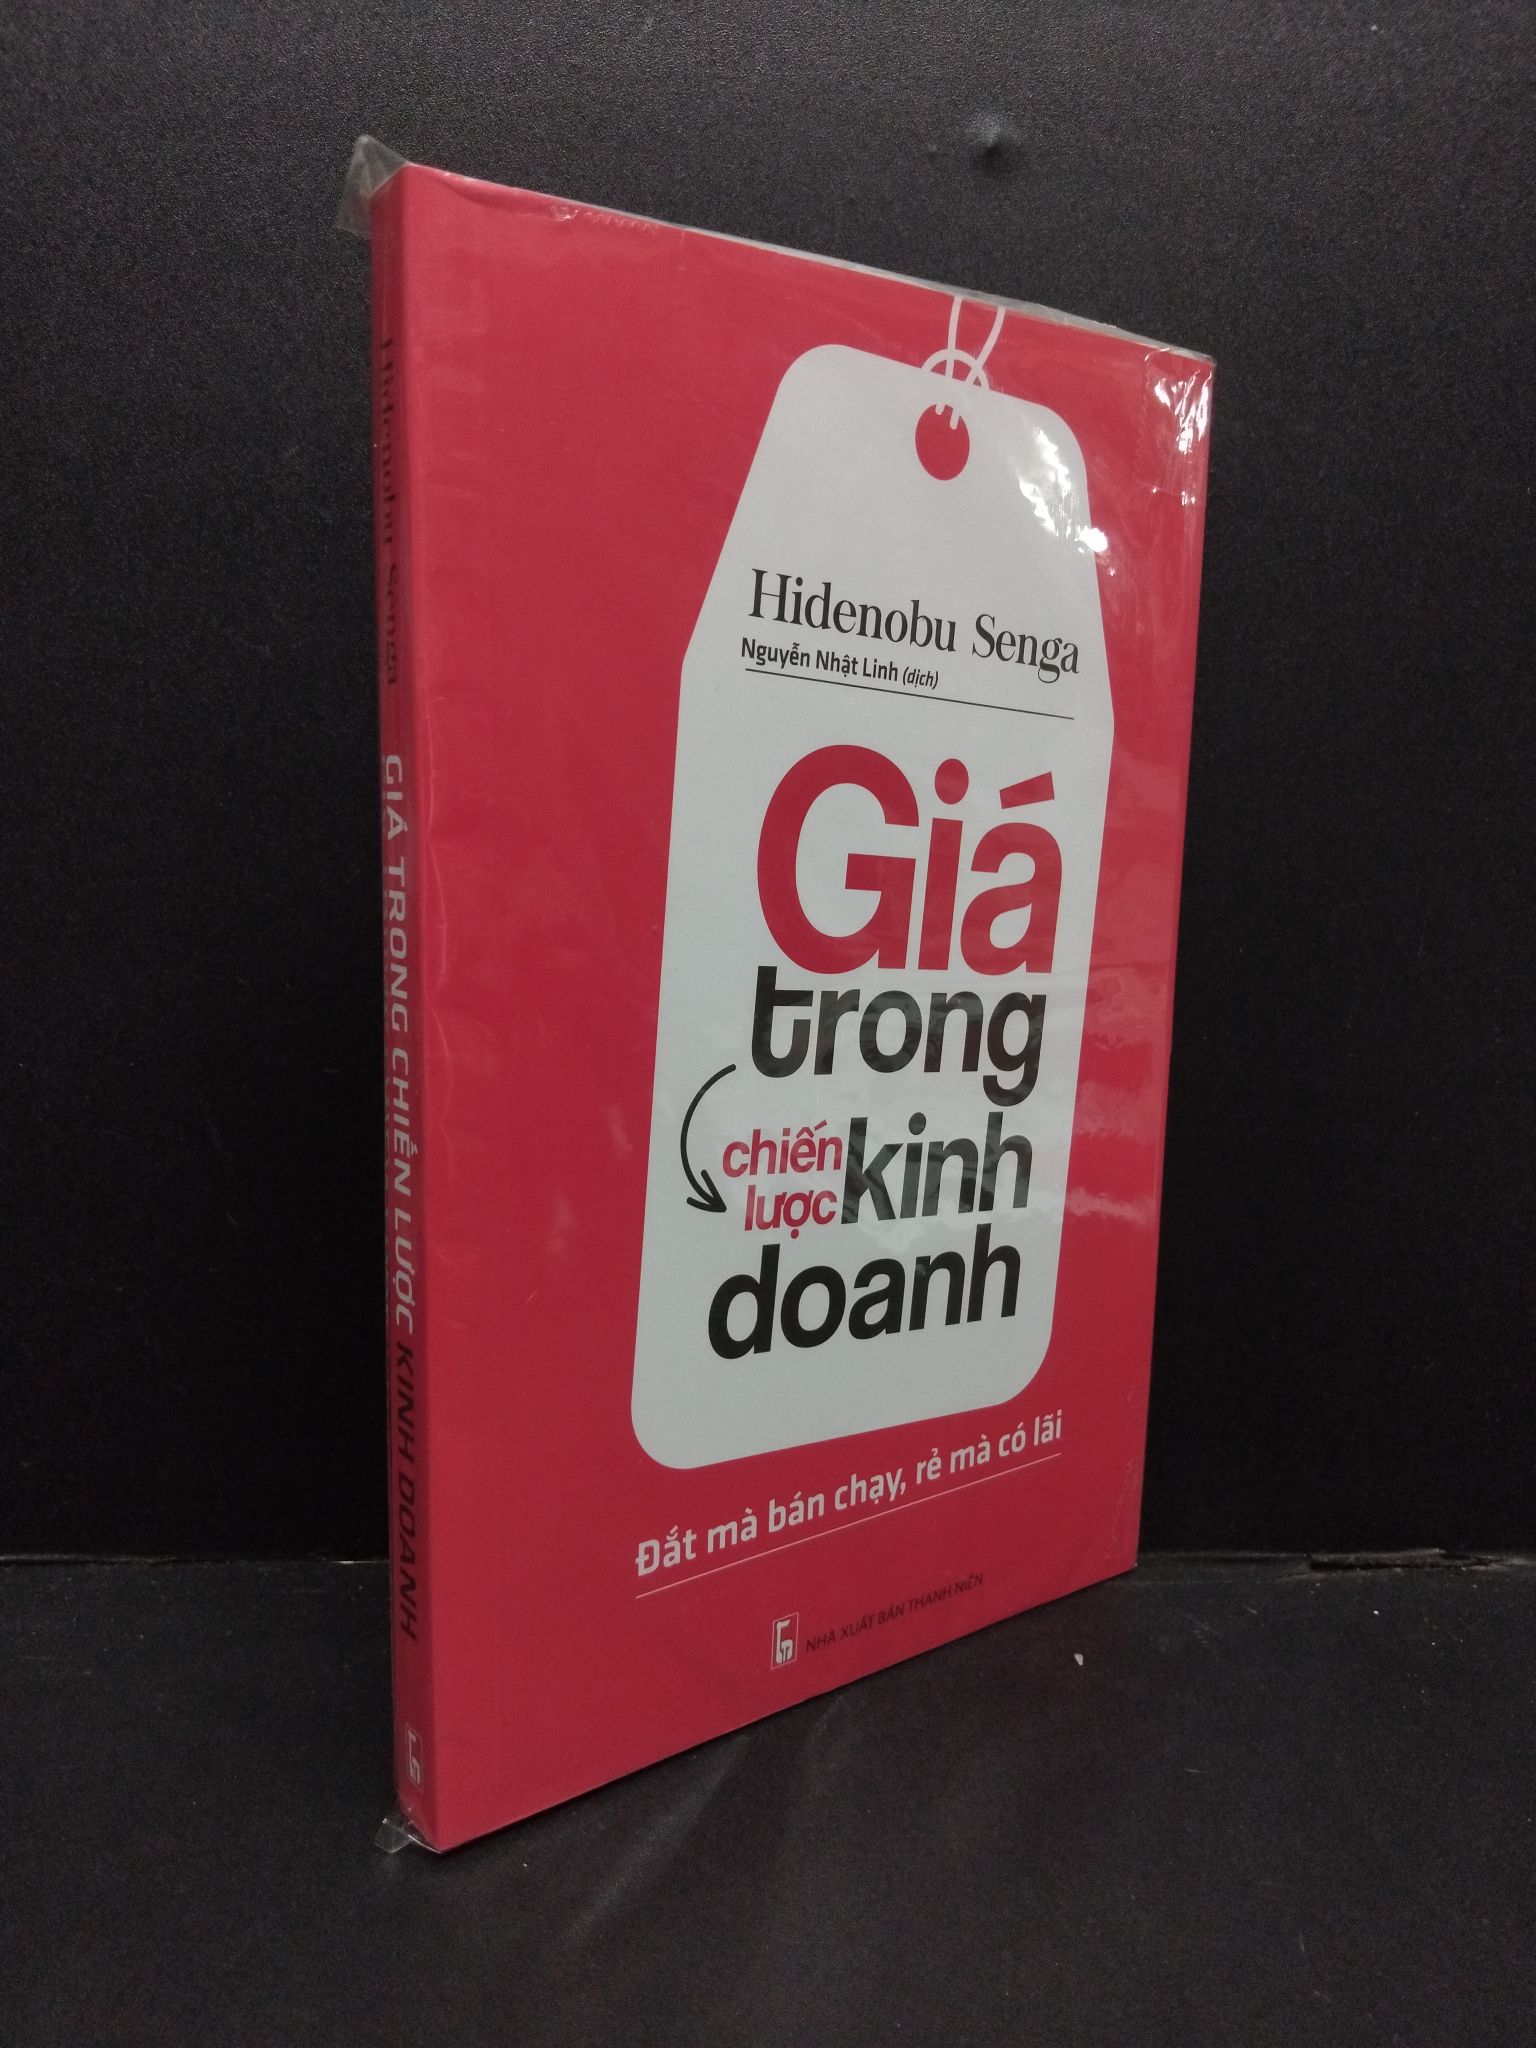 Hidenobu Senga
Nguyễn Nhật Linh (dịch)
Giá
trong
chiến
lược
kinh
doanh
Đắt mà bán chạy, rẻ mà có lãi
NHÀ XUẤT BẢN THANH NIÊN
Hidenobu Senga
GIÁ TRONG CHIẾN LƯỢC KINH DOANH